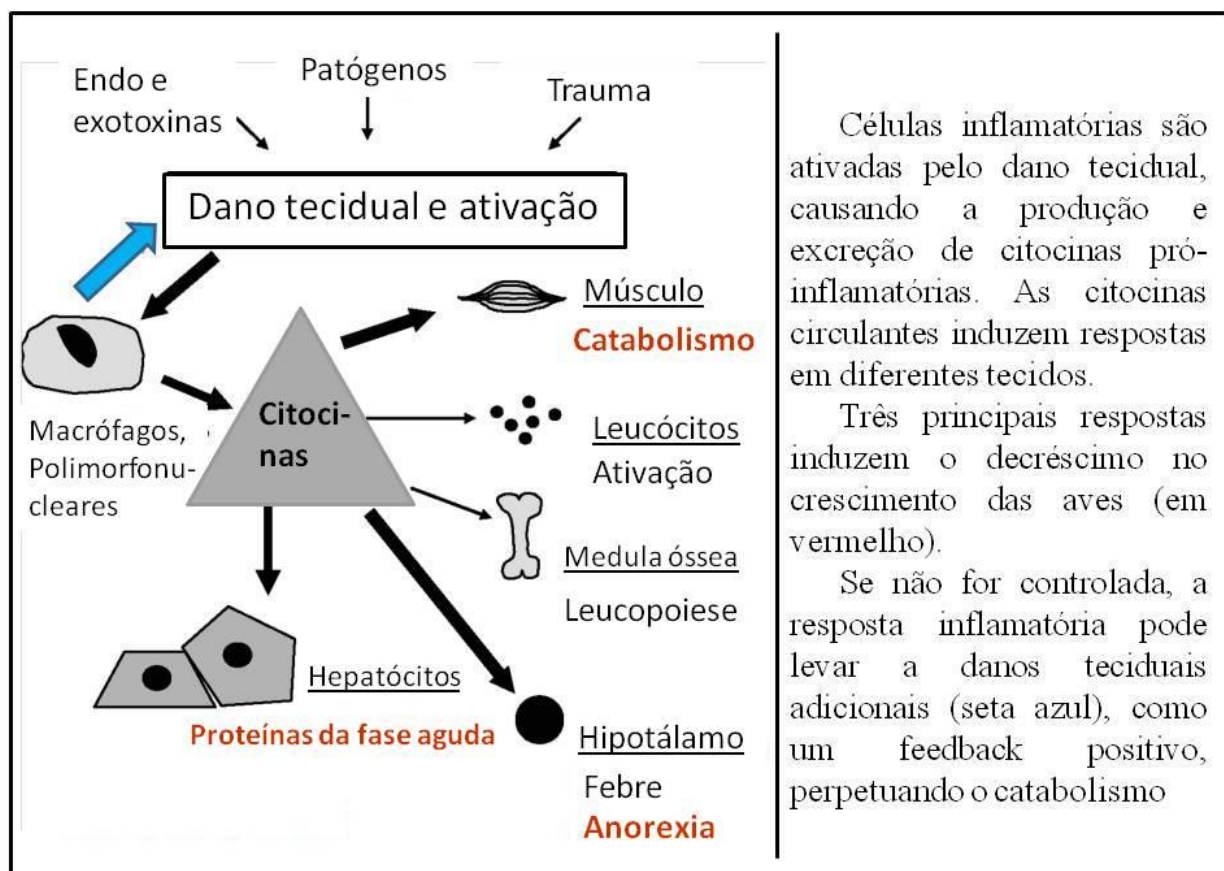 Endo e
exotoxinas
Patógenos
Trauma
Dano tecidual e ativação
Músculo
Catabolismo
Citoci-
nas
Macrófagos,
Polimorfonu-
cleares
Leucócitos
Ativação
Medula óssea
Leucopoiese
Hepatócitos
Proteínas da fase aguda
Hipotálamo
Febre
Anorexia
Células inflamatórias são
ativadas pelo dano tecidual,
causando a produção e
excreção de citocinas pró-
inflamatórias. As citocinas
circulantes induzem respostas
em diferentes tecidos.
Três principais respostas
induzem o decréscimo no
crescimento das aves (em
vermelho).
Se não for controlada, a
resposta inflamatória pode
levar a danos teciduais
adicionais (seta azul), como
um feedback positivo,
perpetuando o catabolismo